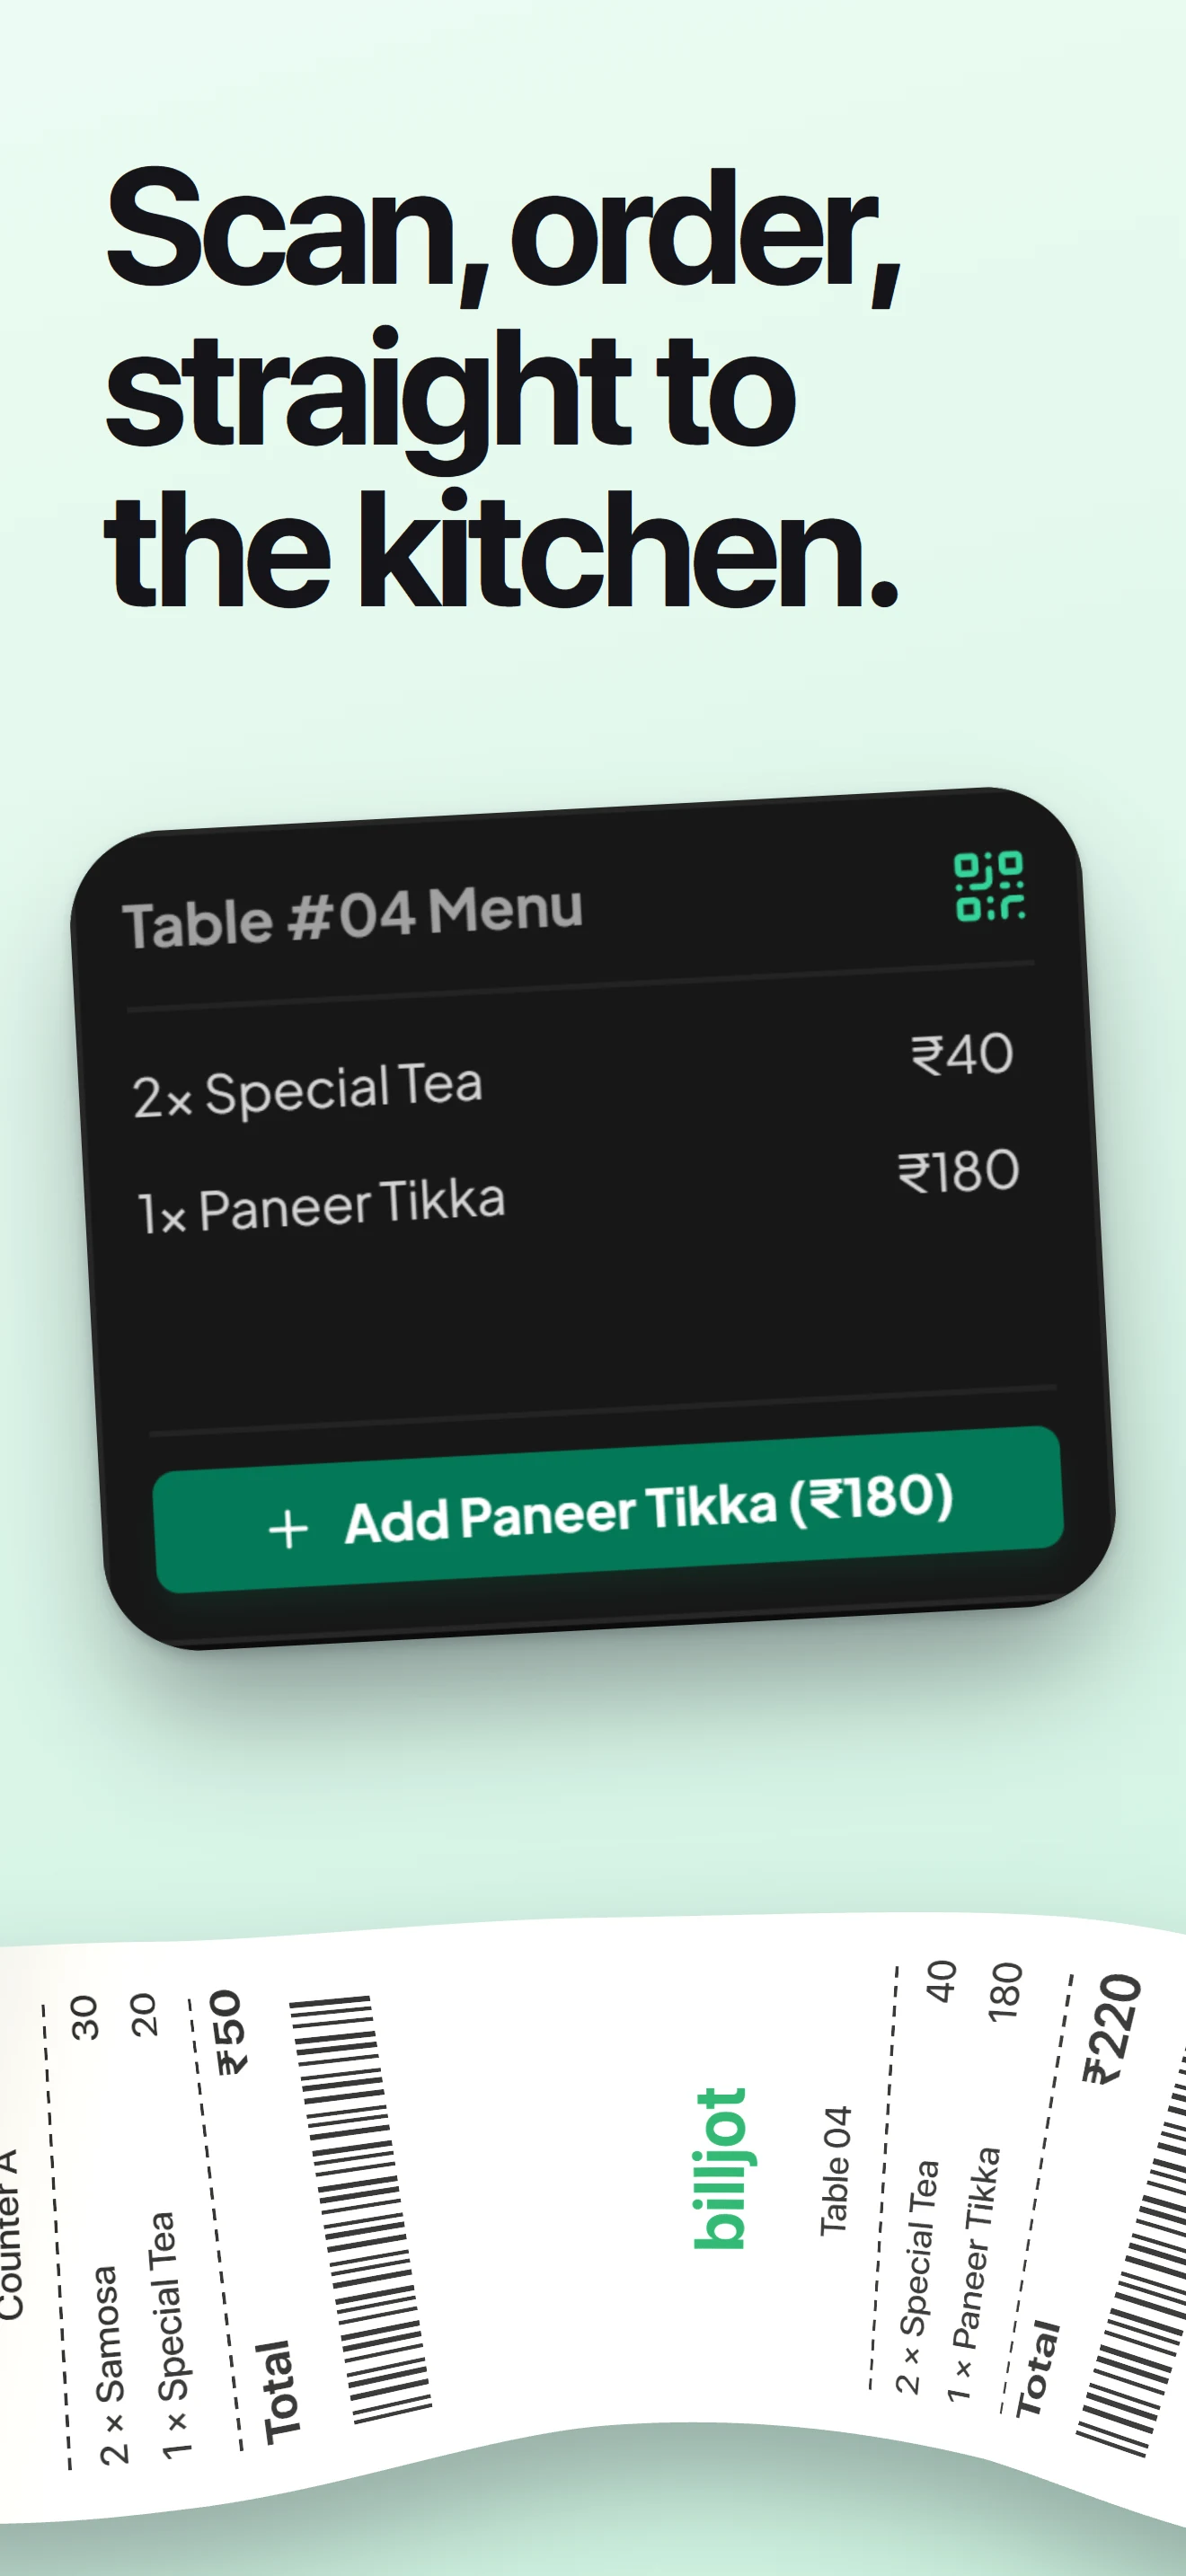 Scan, order,
straight to
the kitchen.
Table #04 Menu
2× Special Tea ₹40
1× Paneer Tikka ₹180
+ Add Paneer Tikka (₹180)
Counter A
2 × Samosa 30
1 × Special Tea 20
Total ₹50
billjot
Table 04
2 × Special Tea 40
1 × Paneer Tikka 180
Total ₹220